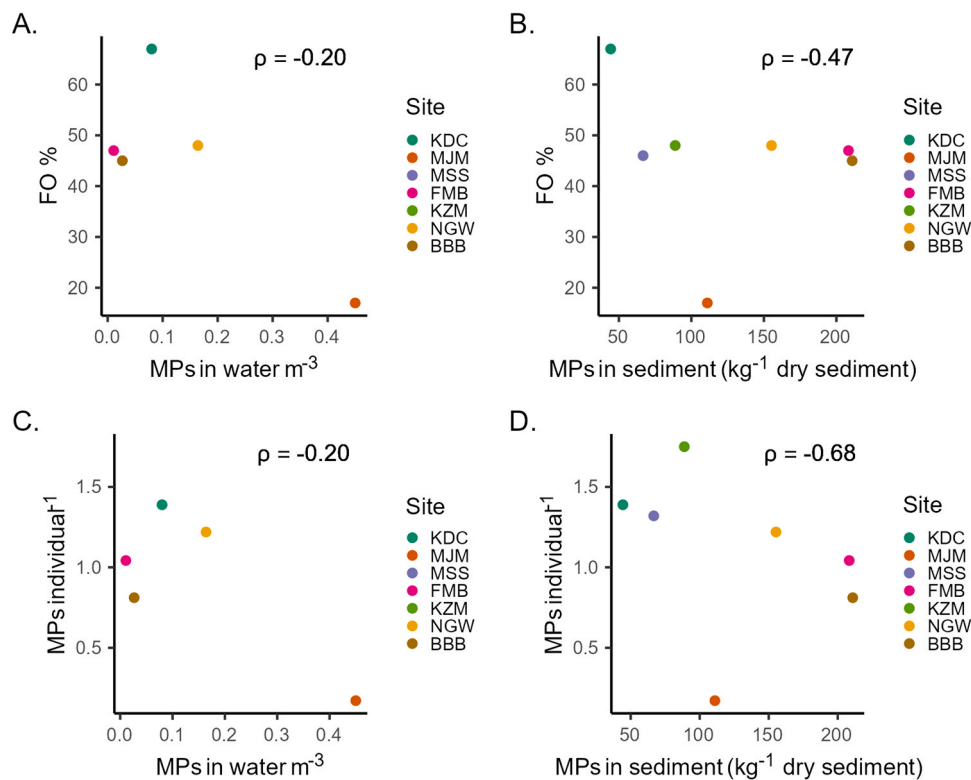 A.
ρ = -0.20
FO %
60
50
40
30
20
0.0 0.1 0.2 0.3 0.4
MPs in water m⁻³
Site
KDC
MJM
MSS
FMB
KZM
NGW
BBB
B.
ρ = -0.47
FO %
60
50
40
30
20
50 100 150 200
MPs in sediment (kg⁻¹ dry sediment)
Site
KDC
MJM
MSS
FMB
KZM
NGW
BBB
C.
ρ = -0.20
MPs individual⁻¹
1.5
1.0
0.5
0.0 0.1 0.2 0.3 0.4
MPs in water m⁻³
Site
KDC
MJM
MSS
FMB
KZM
NGW
BBB
D.
ρ = -0.68
MPs individual⁻¹
1.5
1.0
0.5
50 100 150 200
MPs in sediment (kg⁻¹ dry sediment)
Site
KDC
MJM
MSS
FMB
KZM
NGW
BBB